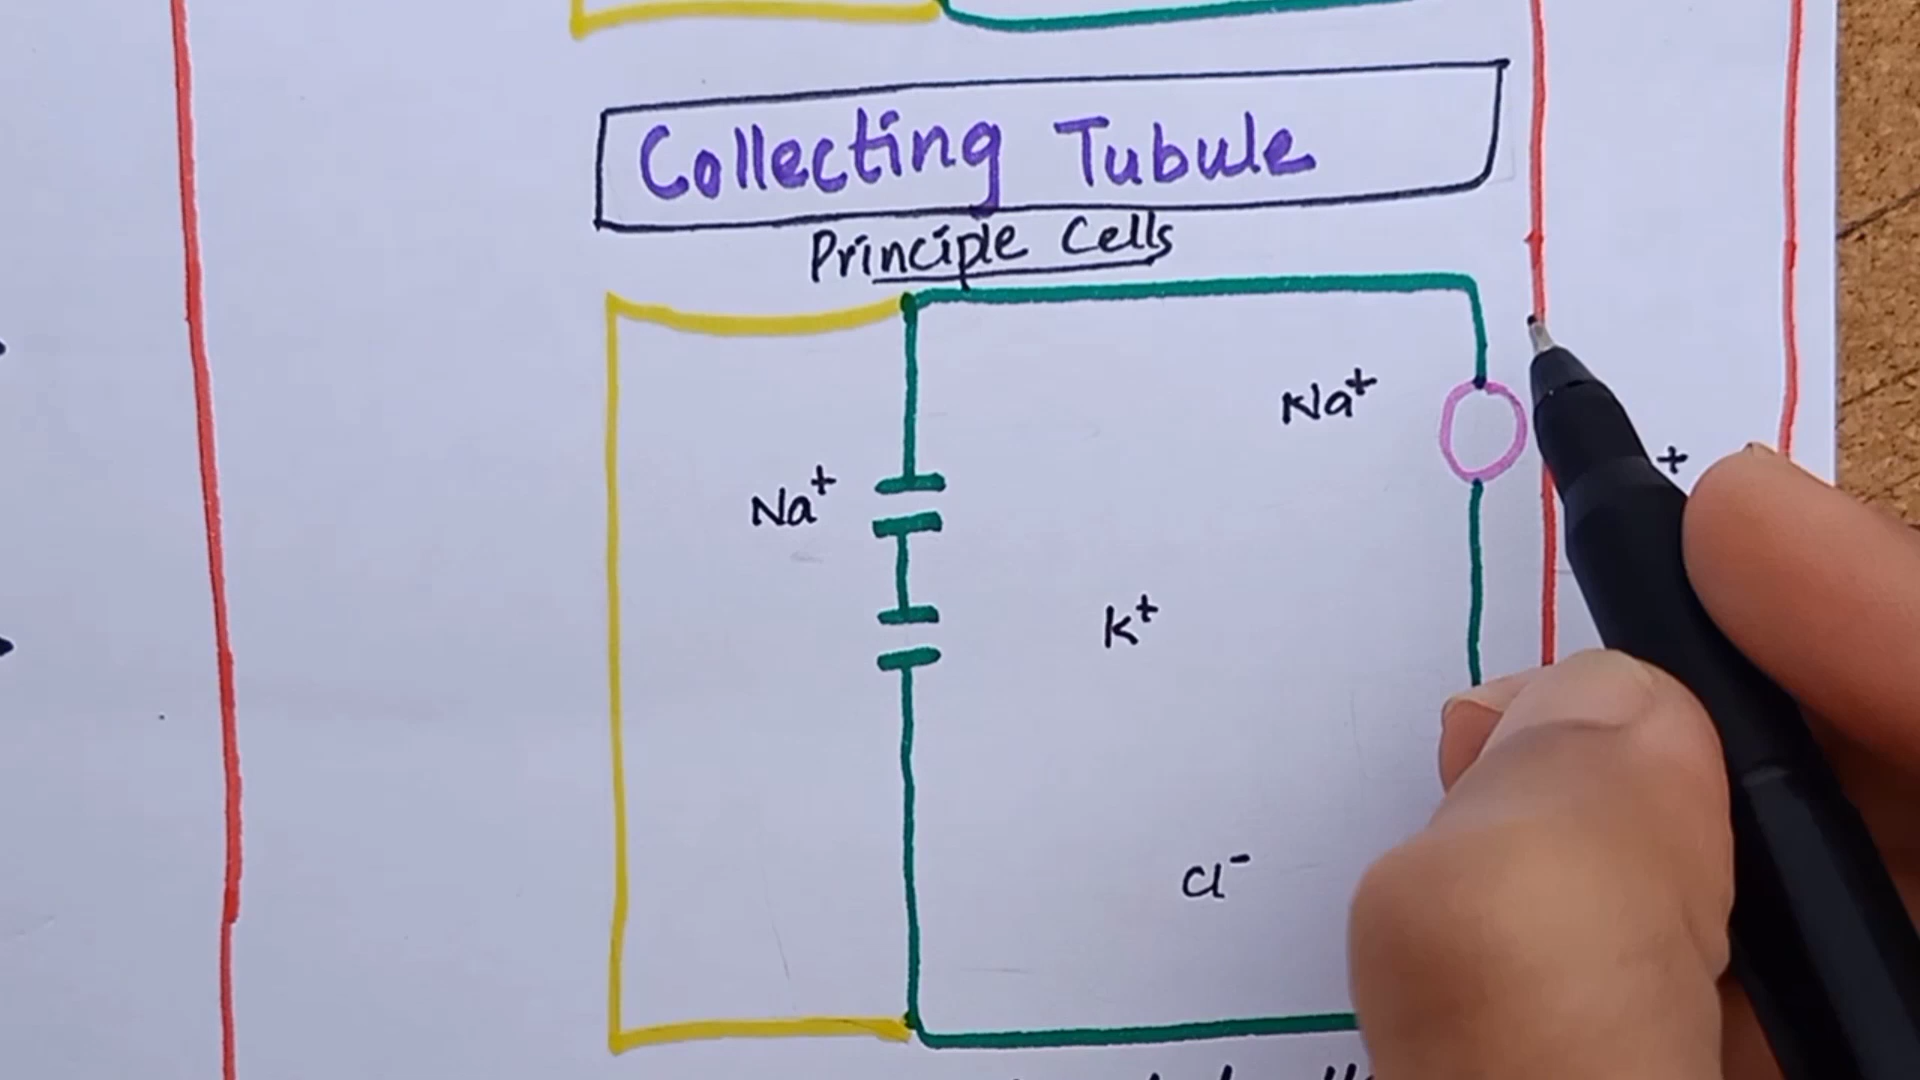 Collecting Tubule
Principle Cells
Na⁺
Na⁺
+
K⁺
Cl⁻